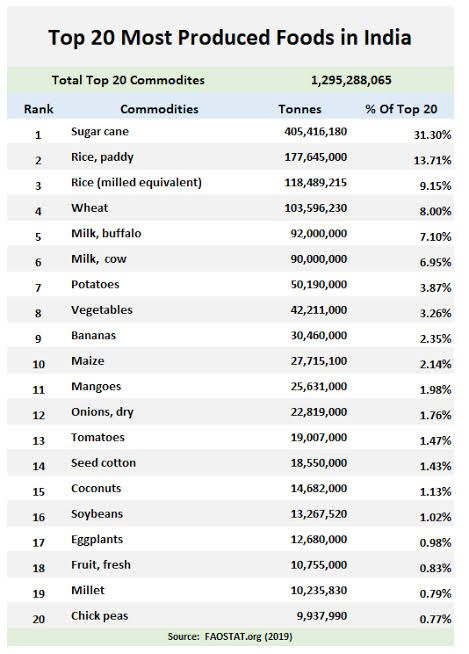 Top 20 Most Produced Foods in India
Total Top 20 Commodites 1,295,288,065
Rank Commodities Tonnes % Of Top 20
1 Sugar cane 405,416,180 31.30%
2 Rice, paddy 177,645,000 13.71%
3 Rice (milled equivalent) 118,489,215 9.15%
4 Wheat 103,596,230 8.00%
5 Milk, buffalo 92,000,000 7.10%
6 Milk, cow 90,000,000 6.95%
7 Potatoes 50,190,000 3.87%
8 Vegetables 42,211,000 3.26%
9 Bananas 30,460,000 2.35%
10 Maize 27,715,100 2.14%
11 Mangoes 25,631,000 1.98%
12 Onions, dry 22,819,000 1.76%
13 Tomatoes 19,007,000 1.47%
14 Seed cotton 18,550,000 1.43%
15 Coconuts 14,682,000 1.13%
16 Soybeans 13,267,520 1.02%
17 Eggplants 12,680,000 0.98%
18 Fruit, fresh 10,755,000 0.83%
19 Millet 10,235,830 0.79%
20 Chick peas 9,937,990 0.77%
Source: FAOSTAT.org (2019)